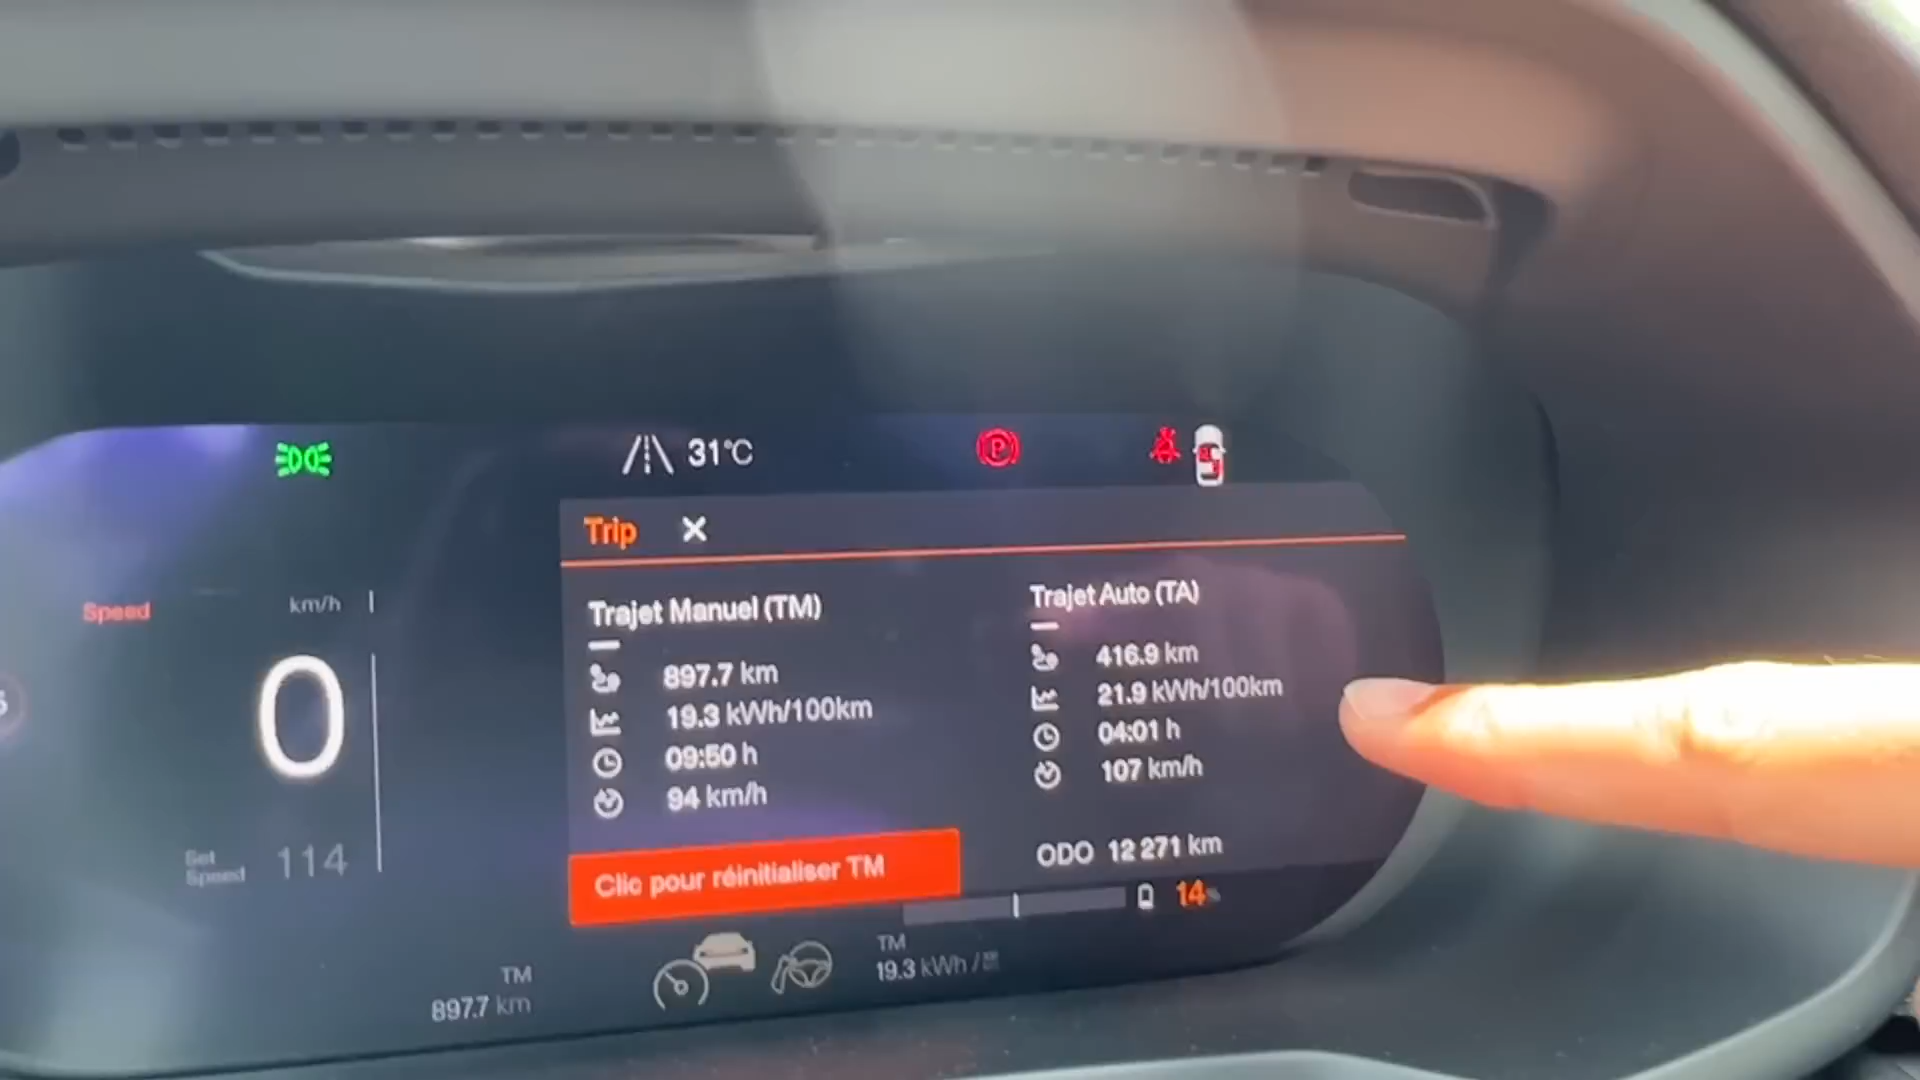 31°C
P
Trip
Speed
km/h
0
Set Speed 114
Trajet Manuel (TM)
897.7 km
19.3 kWh/100km
09:50 h
94 km/h
Clic pour réinitialiser TM
Trajet Auto (TA)
416.9 km
21.9 kWh/100km
04:01 h
107 km/h
ODO 12 271 km
14
TM
897.7 km
TM
19.3 kWh /